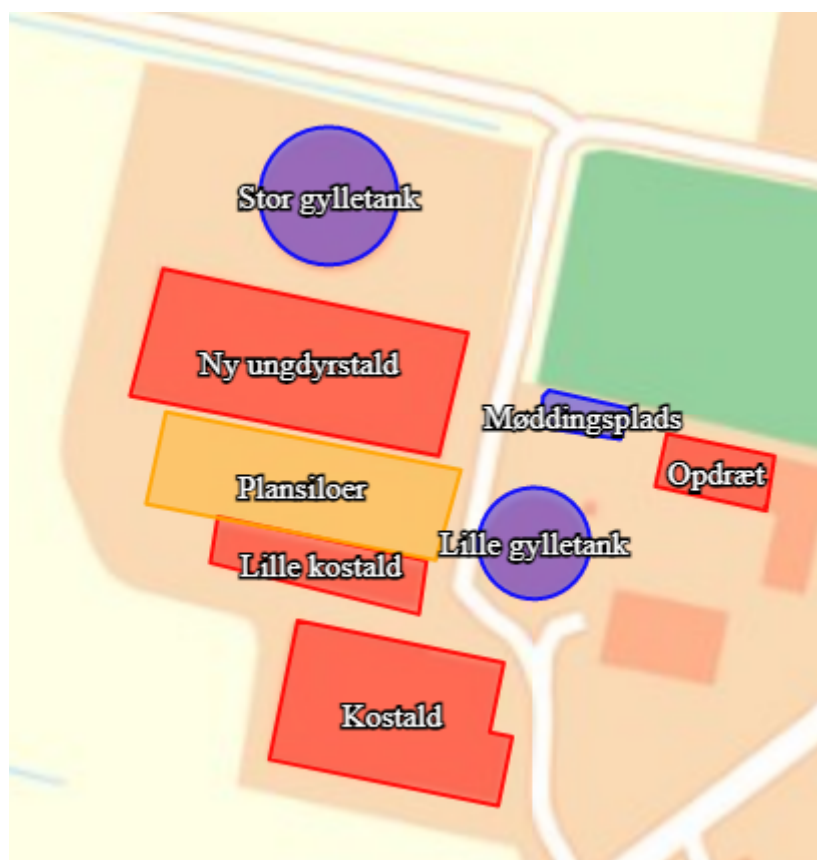 Stor gylletank
Ny ungdyrstald
Møddingsplads
Opdræt
Plansiloer
Lille gylletank
Lille kostald
Kostald